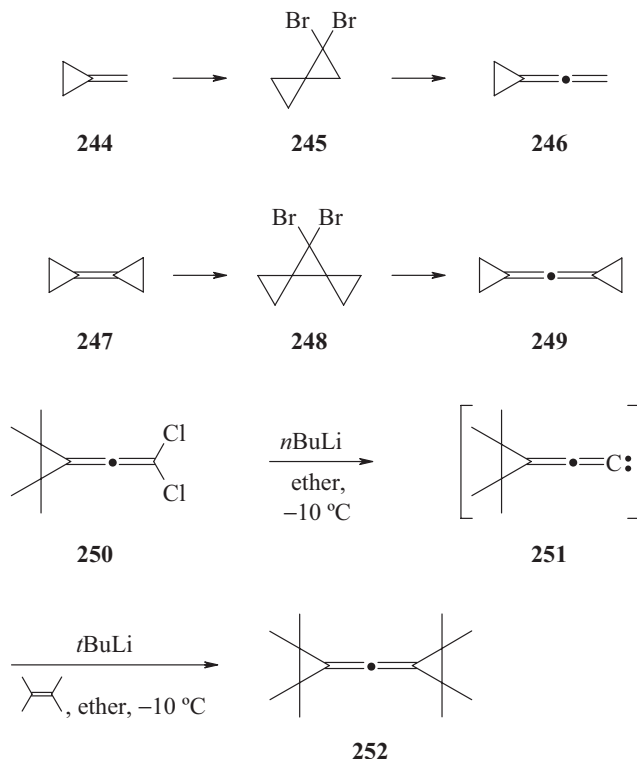 Br Br
244 245 246
Br Br
247 248 249
Cl
Cl
nBuLi
ether,
−10 ºC
C:
250 251
tBuLi
, ether, −10 ºC
252